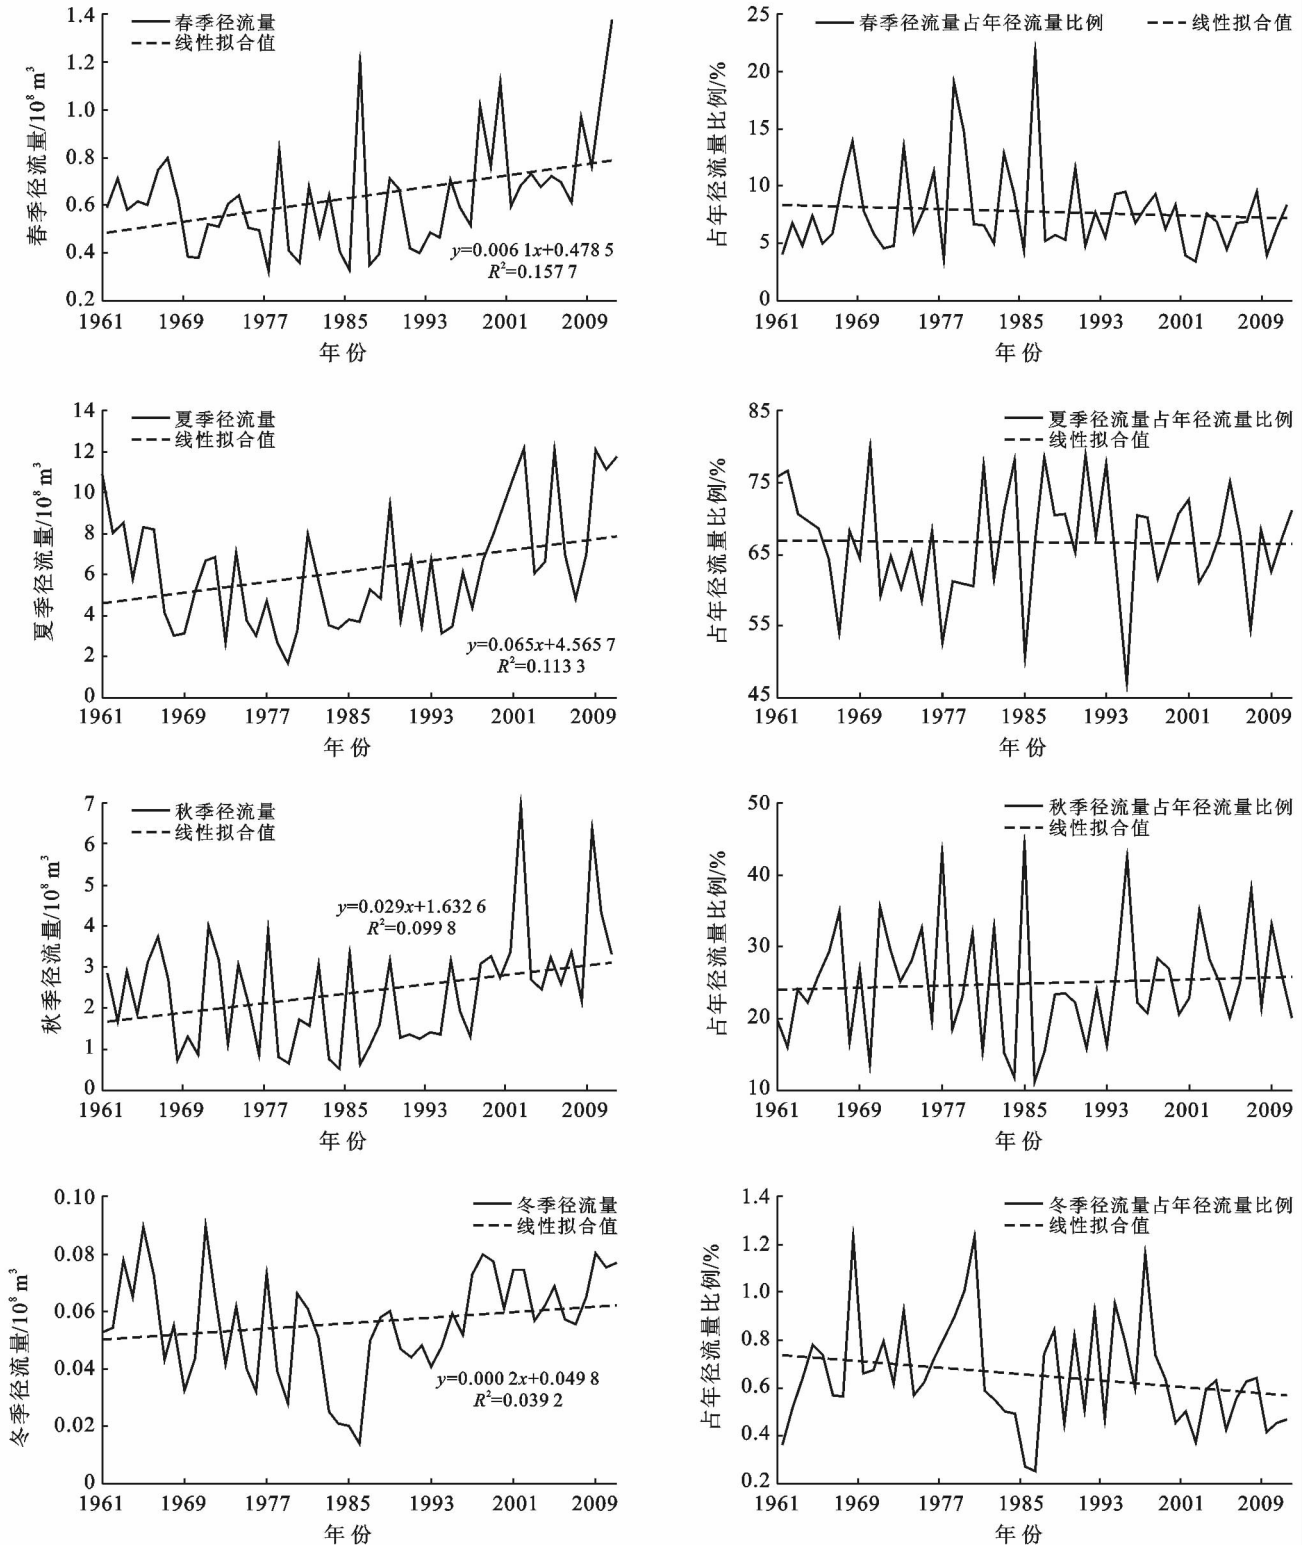 春季径流量/10⁸ m³
1.4
1.2
1.0
0.8
0.6
0.4
0.2
春季径流量
线性拟合值
y=0.006 1x+0.478 5
R²=0.157 7
1961 1969 1977 1985 1993 2001 2009
年 份
占年径流量比例/%
25
20
15
10
5
0
春季径流量占年径流量比例 线性拟合值
1961 1969 1977 1985 1993 2001 2009
年 份
夏季径流量/10⁸ m³
14
12
10
8
6
4
2
0
夏季径流量
线性拟合值
y=0.065x+4.565 7
R²=0.113 3
1961 1969 1977 1985 1993 2001 2009
年 份
占年径流量比例/%
85
75
65
55
45
夏季径流量占年径流量比例
线性拟合值
1961 1969 1977 1985 1993 2001 2009
年 份
秋季径流量/10⁸ m³
7
6
5
4
3
2
1
0
秋季径流量
线性拟合值
y=0.029x+1.632 6
R²=0.099 8
1961 1969 1977 1985 1993 2001 2009
年 份
占年径流量比例/%
50
40
30
20
10
秋季径流量占年径流量比例
线性拟合值
1961 1969 1977 1985 1993 2001 2009
年 份
冬季径流量/10⁸ m³
0.10
0.08
0.06
0.04
0.02
0
冬季径流量
线性拟合值
y=0.000 2x+0.049 8
R²=0.039 2
1961 1969 1977 1985 1993 2001 2009
年 份
占年径流量比例/%
1.4
1.2
1.0
0.8
0.6
0.4
0.2
冬季径流量占年径流量比例
线性拟合值
1961 1969 1977 1985 1993 2001 2009
年 份